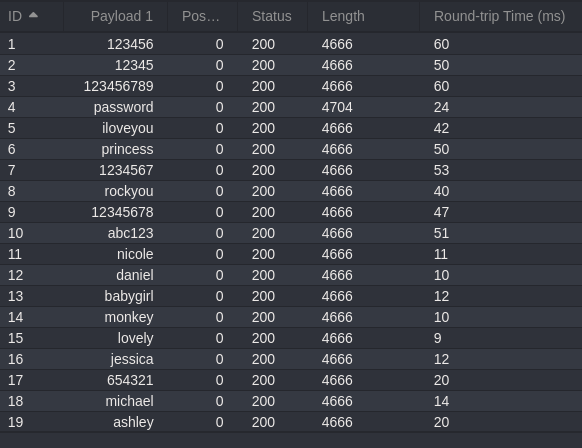 ID Payload 1 Pos… Status Length Round-trip Time (ms)
1 123456 0 200 4666 60
2 12345 0 200 4666 50
3 123456789 0 200 4666 60
4 password 0 200 4704 24
5 iloveyou 0 200 4666 42
6 princess 0 200 4666 50
7 1234567 0 200 4666 53
8 rockyou 0 200 4666 40
9 12345678 0 200 4666 47
10 abc123 0 200 4666 51
11 nicole 0 200 4666 11
12 daniel 0 200 4666 10
13 babygirl 0 200 4666 12
14 monkey 0 200 4666 10
15 lovely 0 200 4666 9
16 jessica 0 200 4666 12
17 654321 0 200 4666 20
18 michael 0 200 4666 14
19 ashley 0 200 4666 20